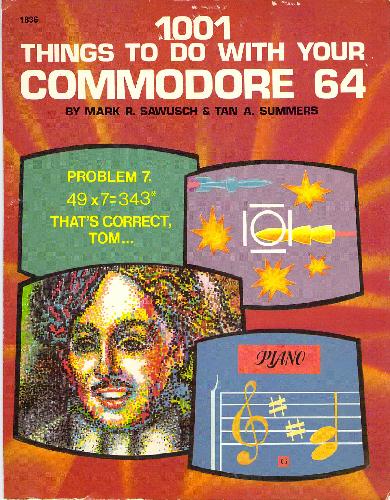 1836
1001
THINGS TO DO WITH YOUR
COMMODORE 64
BY MARK R. SAWUSCH & TAN A. SUMMERS
PROBLEM 7.
49 x 7=343"
THAT'S CORRECT,
TOM...
PIANO
G